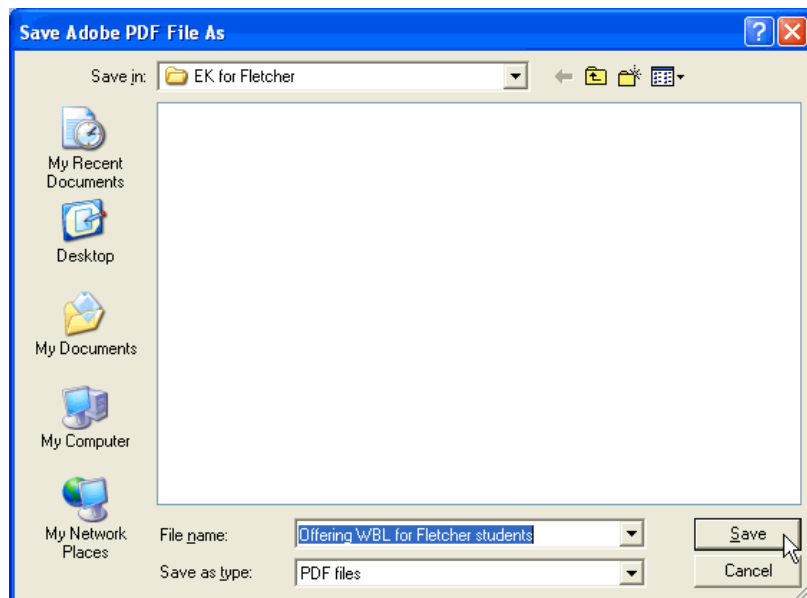 Save Adobe PDF File As
Save in:
EK for Fletcher
My Recent
Documents
Desktop
My Documents
My Computer
My Network
Places
File name:
Offering WBL for Fletcher students
Save
Save as type:
PDF files
Cancel